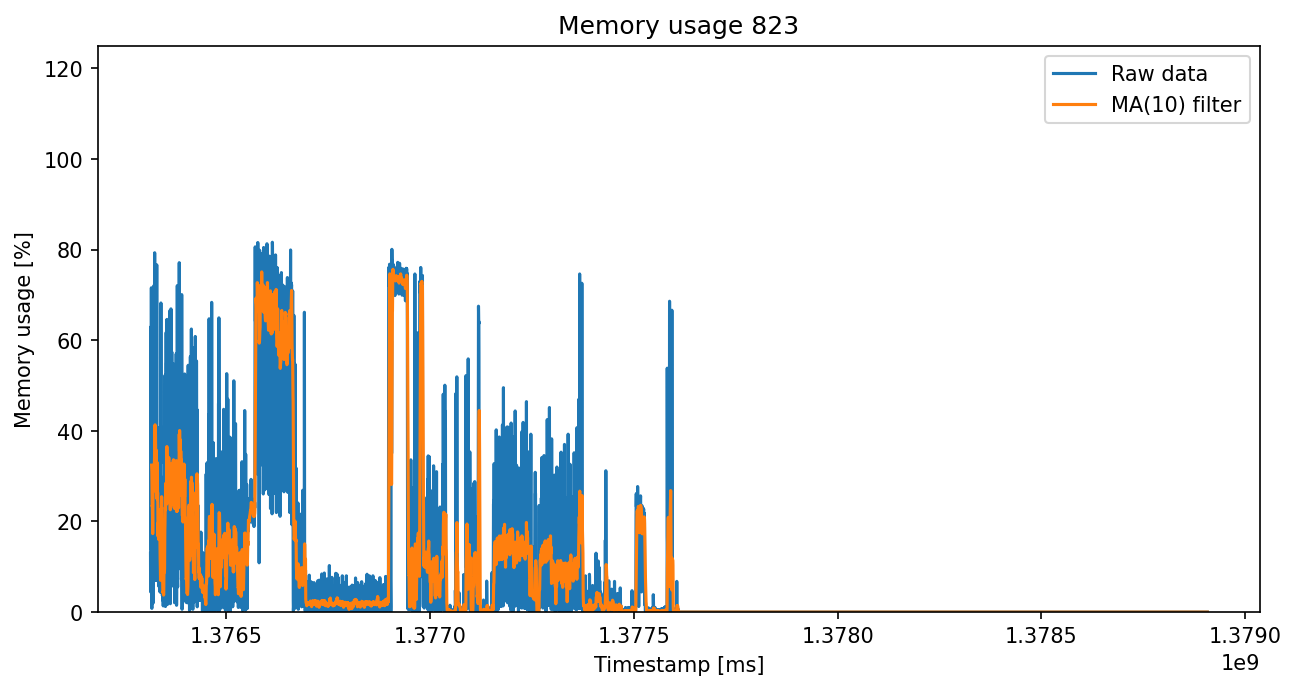 Memory usage 823
Raw data
MA(10) filter
Memory usage [%]
120
100
80
60
40
20
0
1.3765 1.3770 1.3775 1.3780 1.3785 1.3790
1e9
Timestamp [ms]